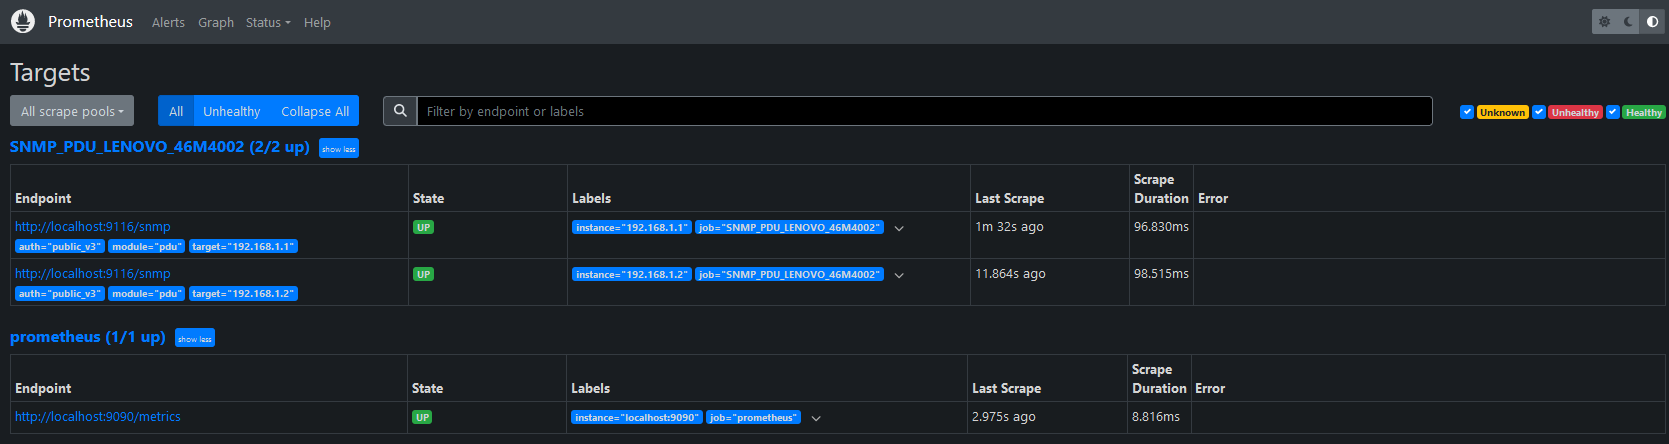 Prometheus Alerts Graph Status Help
Targets
All scrape pools All Unhealthy Collapse All Filter by endpoint or labels Unknown Unhealthy Healthy
SNMP_PDU_LENOVO_46M4002 (2/2 up) show less
Endpoint State Labels Last Scrape Scrape Duration Error
http://localhost:9116/snmp UP instance="192.168.1.1" job="SNMP_PDU_LENOVO_46M4002" 1m 32s ago 96.830ms
auth="public_v3" module="pdu" target="192.168.1.1"
http://localhost:9116/snmp UP instance="192.168.1.2" job="SNMP_PDU_LENOVO_46M4002" 11.864s ago 98.515ms
auth="public_v3" module="pdu" target="192.168.1.2"
prometheus (1/1 up) show less
Endpoint State Labels Last Scrape Scrape Duration Error
http://localhost:9090/metrics UP instance="localhost:9090" job="prometheus" 2.975s ago 8.816ms